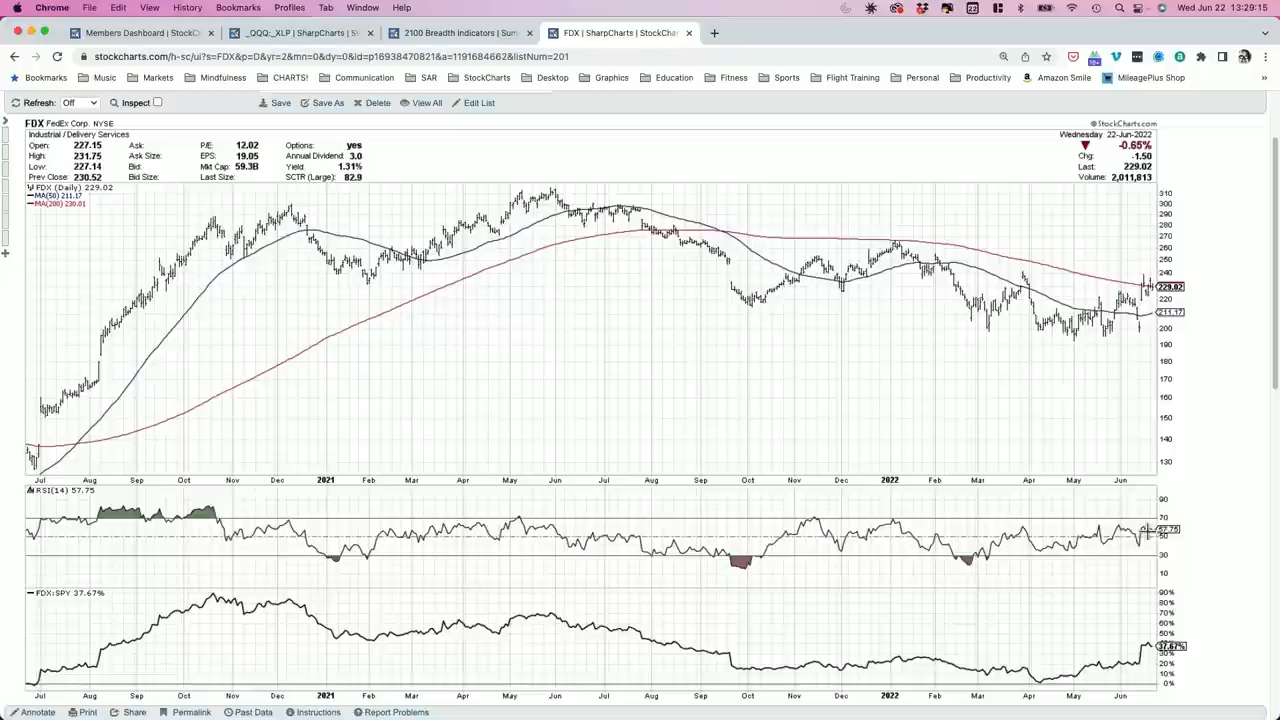 Chrome File Edit View History Bookmarks Profiles Tab Window Help 22 Wed Jun 22 13:29:15
Members Dashboard | StockC× _QQQ:_XLP | SharpCharts | St× 2100 Breadth Indicators | Sum× FDX | SharpCharts | StockChar×
stockcharts.com/h-sc/ui?s=FDX&p=D&yr=2&mn=0&dy=0&id=p16938470821&a=1191684662&listNum=201
Bookmarks Music Markets Mindfulness CHARTS! Communication SAR StockCharts Desktop Graphics Education Fitness Sports Flight Training Personal Productivity Amazon Smile MileagePlus Shop »
Refresh: Off Inspect Save Save As Delete View All Edit List
FDX FedEx Corp. NYSE © StockCharts.com
Industrial / Delivery Services Wednesday 22-Jun-2022
Open: 227.15 Ask: P/E: 12.02 Options: yes -0.65%
High: 231.75 Ask Size: EPS: 19.05 Annual Dividend: 3.0 Chg: -1.50
Low: 227.14 Bid: Mkt Cap: 59.3B Yield: 1.31% Last: 229.02
Prev Close: 230.52 Bid Size: Last Size: SCTR (Large): 82.9 Volume: 2,011,813
FDX (Daily) 229.02
MA(50) 211.17
MA(200) 230.01
310
300
290
280
270
260
250
240
229.02
220
211.17
200
190
180
170
160
150
140
130
Jul Aug Sep Oct Nov Dec 2021 Feb Mar Apr May Jun Jul Aug Sep Oct Nov Dec 2022 Feb Mar Apr May Jun
RSI(14) 57.75
90
70
57.75
50
30
10
FDX:SPY 37.67%
90%
80%
70%
60%
50%
37.67%
30%
20%
10%
0%
Jul Aug Sep Oct Nov Dec 2021 Feb Mar Apr May Jun Jul Aug Sep Oct Nov Dec 2022 Feb Mar Apr May Jun
Annotate Print Share Permalink Past Data Instructions Report Problems